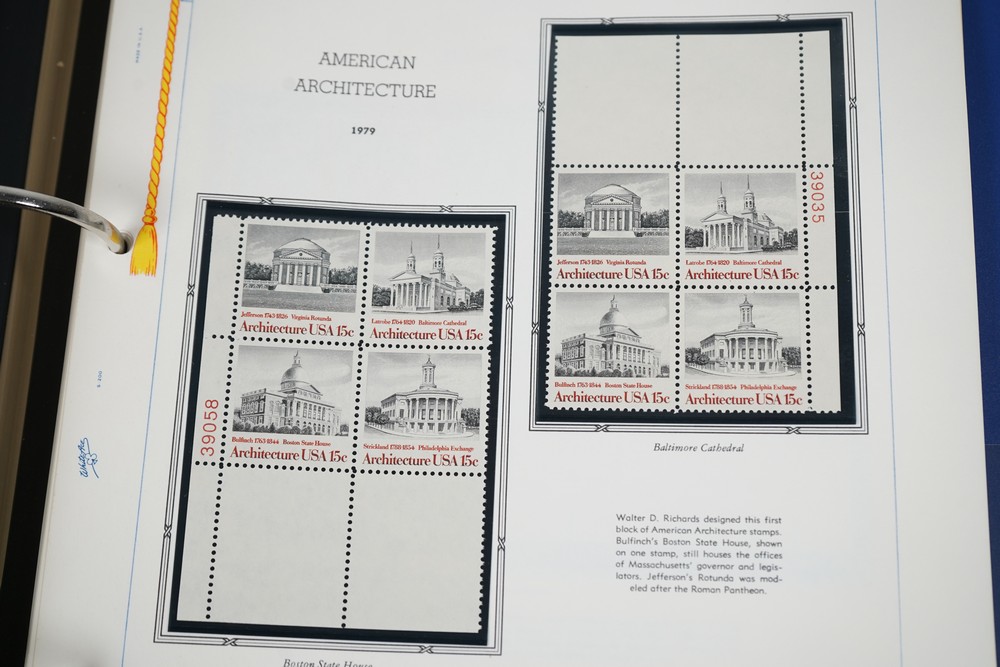 AMERICAN
ARCHITECTURE
1979
Jefferson 1743-1826 Virginia Rotunda
Architecture USA 15c
Latrobe 1764-1820 Baltimore Cathedral
Architecture USA 15c
Bulfinch 1763-1844 Boston State House
Architecture USA 15c
Strickland 1788-1854 Philadelphia Exchange
Architecture USA 15c
39058
Boston State House
Jefferson 1743-1826 Virginia Rotunda
Architecture USA 15c
Latrobe 1764-1820 Baltimore Cathedral
Architecture USA 15c
39035
Bulfinch 1763-1844 Boston State House
Architecture USA 15c
Strickland 1788-1854 Philadelphia Exchange
Architecture USA 15c
Baltimore Cathedral
Walter D. Richards designed this first
block of American Architecture stamps.
Bulfinch's Boston State House, shown
on one stamp, still houses the offices
of Massachusetts' governor and legis-
lators. Jefferson's Rotunda was mod-
eled after the Roman Pantheon.